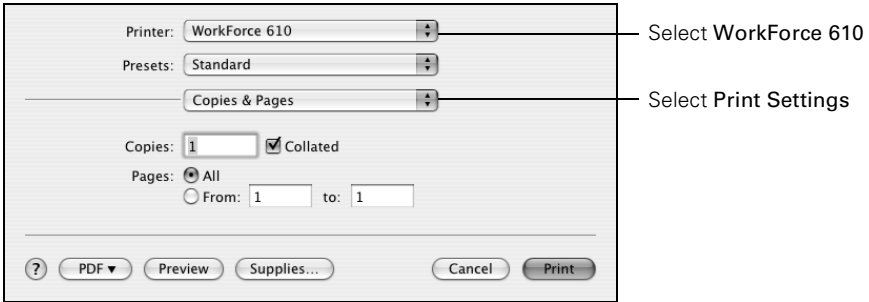 Printer: WorkForce 610
Select WorkForce 610
Presets: Standard
Copies & Pages
Select Print Settings
Copies: 1 Collated
Pages: All
From: 1 to: 1
? PDF ▼ Preview Supplies... Cancel Print